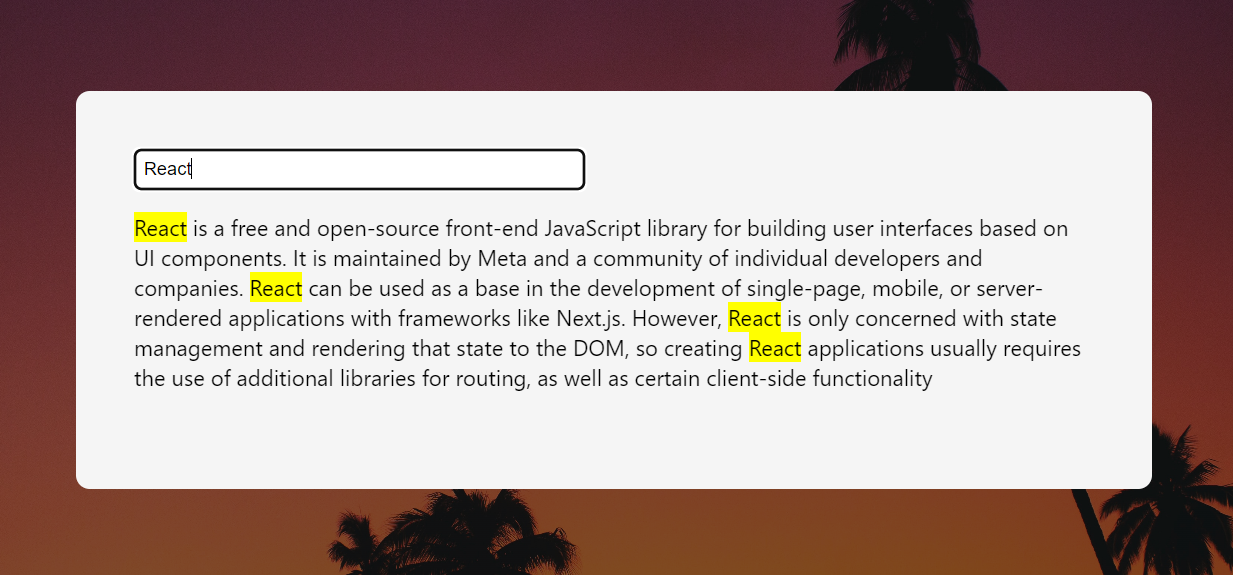 React
React is a free and open-source front-end JavaScript library for building user interfaces based on
UI components. It is maintained by Meta and a community of individual developers and
companies. React can be used as a base in the development of single-page, mobile, or server-
rendered applications with frameworks like Next.js. However, React is only concerned with state
management and rendering that state to the DOM, so creating React applications usually requires
the use of additional libraries for routing, as well as certain client-side functionality